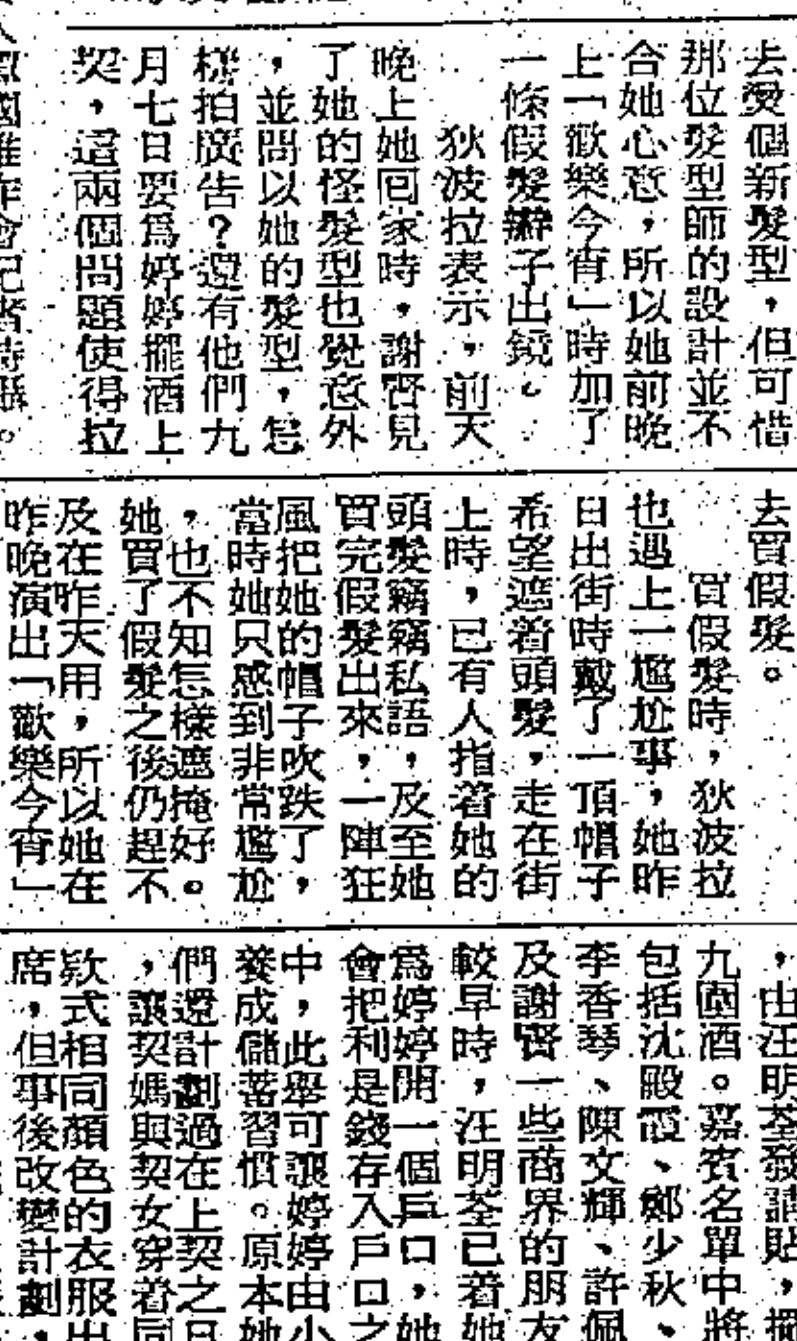 去變個新髮型，但可惜
那位髮型師的設計並不
合她心意，所以她前晚
上「歡樂今宵」時加了
一條假髮辮子出鏡。
狄波拉表示，前天
晚上她回家時，謝賢見
了她的怪髮型也覺意外
，並問以她的髮型，怎
樣拍廣告？還有他們九
月七日要爲婷婷擺酒上
契，這兩個問題使得拉
去買假髮。
買假髮時，狄波拉
也遇上一尷尬事，她昨
日出街時戴了一頂帽子
希望遮着頭髮，走在街
上時，已有人指着她的
頭髮竊竊私語，及至她
買完假髮出來，一陣狂
風把她的帽子吹跌了，
當時她只感到非常尷尬
，也不知怎樣遮掩好。
她買了假髮之後仍趕不
及在昨天用，所以她在
昨晚演出「歡樂今宵」
，由汪明荃發請貼，擺
九圍酒。嘉賓名單中將
包括沈殿霞、鄭少秋、
李香琴、陳文輝、許佩
及謝賢一些商界的朋友
較早時，汪明荃已着她
爲婷婷開一個戶口，她
會把利是錢存入戶口之
中，此舉可讓婷婷由小
養成儲蓄習慣。原本她
們還計劃過在上契之日
，讓契媽與契女穿着同
欵式相同顏色的衣服出
席，但事後改變計劃，